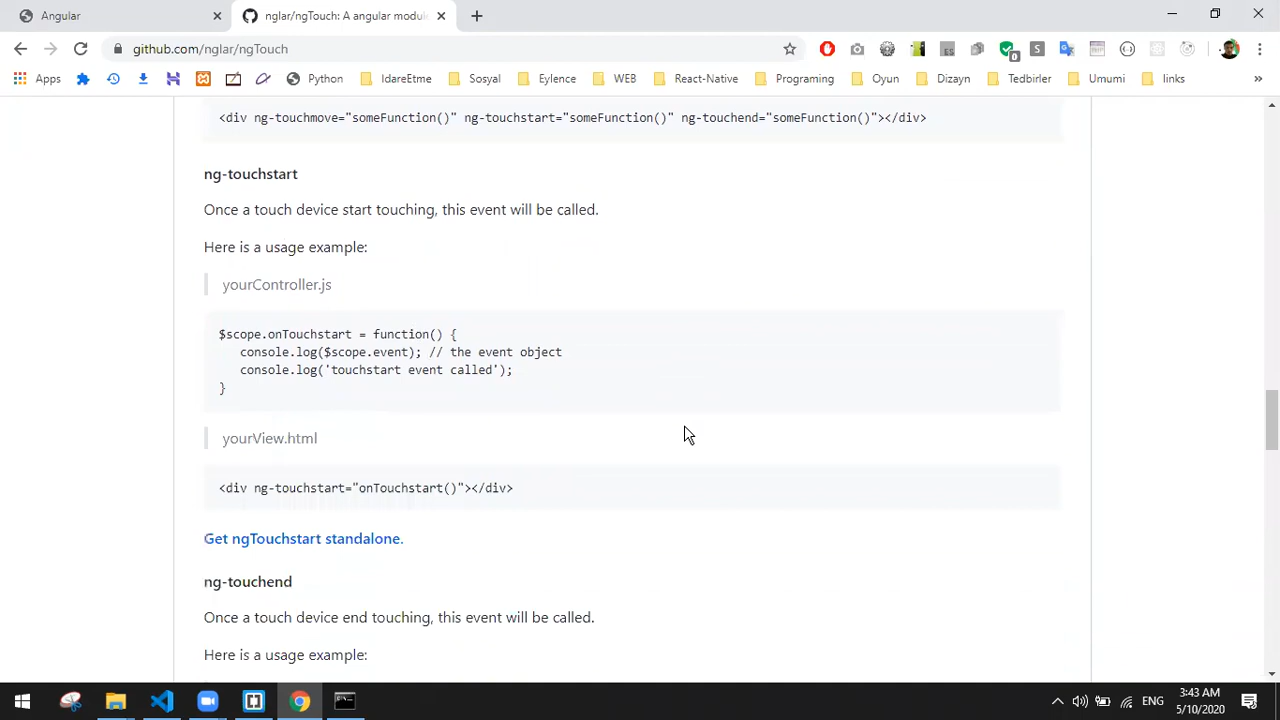 Angular
nglar/ngTouch: A angular modul
github.com/nglar/ngTouch
Apps
Python
IdareEtme
Sosyal
Eylence
WEB
React-Native
Programing
Oyun
Dizayn
Tedbirler
Umumi
links
<div ng-touchmove="someFunction()" ng-touchstart="someFunction()" ng-touchend="someFunction()"></div>
ng-touchstart
Once a touch device start touching, this event will be called.
Here is a usage example:
yourController.js
$scope.onTouchstart = function() {
console.log($scope.event); // the event object
console.log('touchstart event called');
}
yourView.html
<div ng-touchstart="onTouchstart()"></div>
Get ngTouchstart standalone.
ng-touchend
Once a touch device end touching, this event will be called.
Here is a usage example:
ENG
3:43 AM
5/10/2020